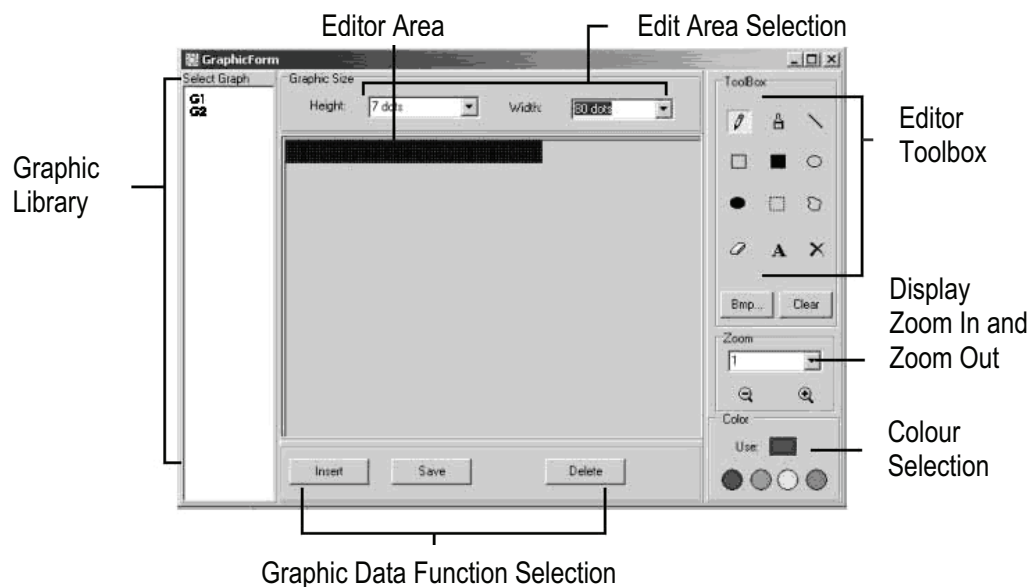 Editor Area
Edit Area Selection
GraphicForm
Select Graph
G1
G2
Graphic Size
Height:
7 dots
Width:
80 dots
ToolBox
A
Bmp...
Clear
Zoom
1
Color
Use:
Insert
Save
Delete
Graphic
Library
Editor
Toolbox
Display
Zoom In and
Zoom Out
Colour
Selection
Graphic Data Function Selection